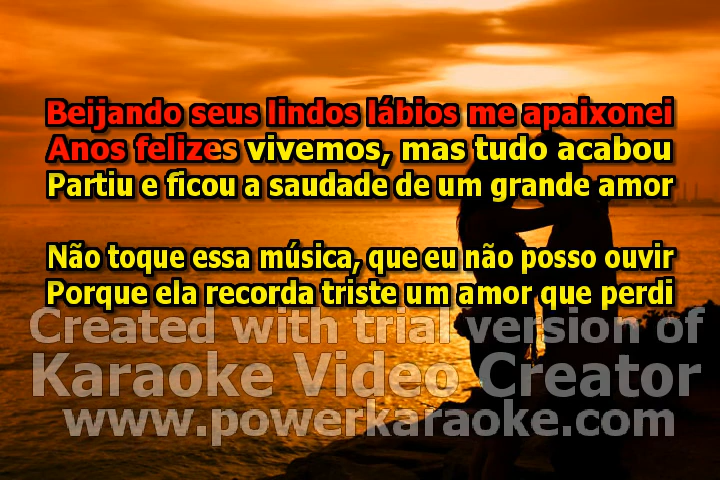 Beijando seus lindos lábios me apaixonei
Anos felizes vivemos, mas tudo acabou
Partiu e ficou a saudade de um grande amor
Não toque essa música, que eu não posso ouvir
Porque ela recorda triste um amor que perdi
Created with trial version of
Karaoke Video Creator
www.powerkaraoke.com